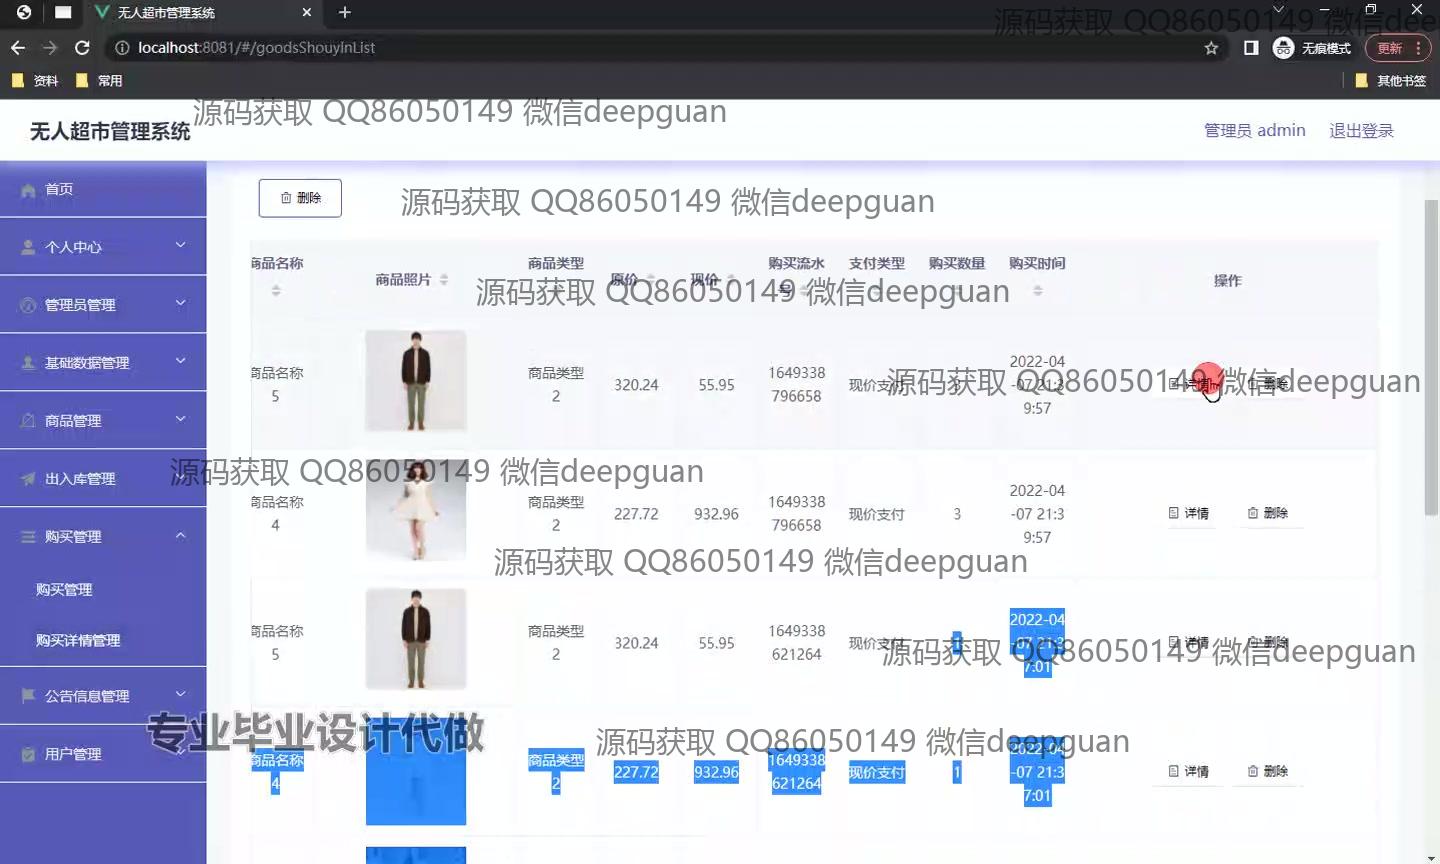 无人超市管理系统
源码获取 QQ86050149 微信dee
localhost:8081/#/goodsShouyinList
无痕模式
更新
资料
常用
其他书签
源码获取 QQ86050149 微信deepguan
无人超市管理系统
管理员 admin
退出登录
首页
个人中心
管理员管理
基础数据管理
商品管理
出入库管理
购买管理
购买管理
购买详情管理
公告信息管理
用户管理
专业毕业设计代做
删除
源码获取 QQ86050149 微信deepguan
商品名称
商品照片
商品类型
原价
现价
购买流水
号
支付类型
购买数量
购买时间
操作
源码获取 QQ86050149 微信deepguan
商品名称
5
商品类型
2
320.24
55.95
1649338
796658
现价支付
2022-04
-07 21:3
9:57
详情
删除
源码获取 QQ86050149 微信deepguan
源码获取 QQ86050149 微信deepguan
商品名称
4
商品类型
2
227.72
932.96
1649338
796658
现价支付
3
2022-04
-07 21:3
9:57
详情
删除
源码获取 QQ86050149 微信deepguan
商品名称
5
商品类型
2
320.24
55.95
1649338
621264
现价支付
2022-04
-07 21:3
7:01
详情
删除
源码获取 QQ86050149 微信deepguan
源码获取 QQ86050149 微信deepguan
商品名称
4
商品类型
2
227.72
932.96
1649338
621264
现价支付
1
2022-04
-07 21:3
7:01
详情
删除